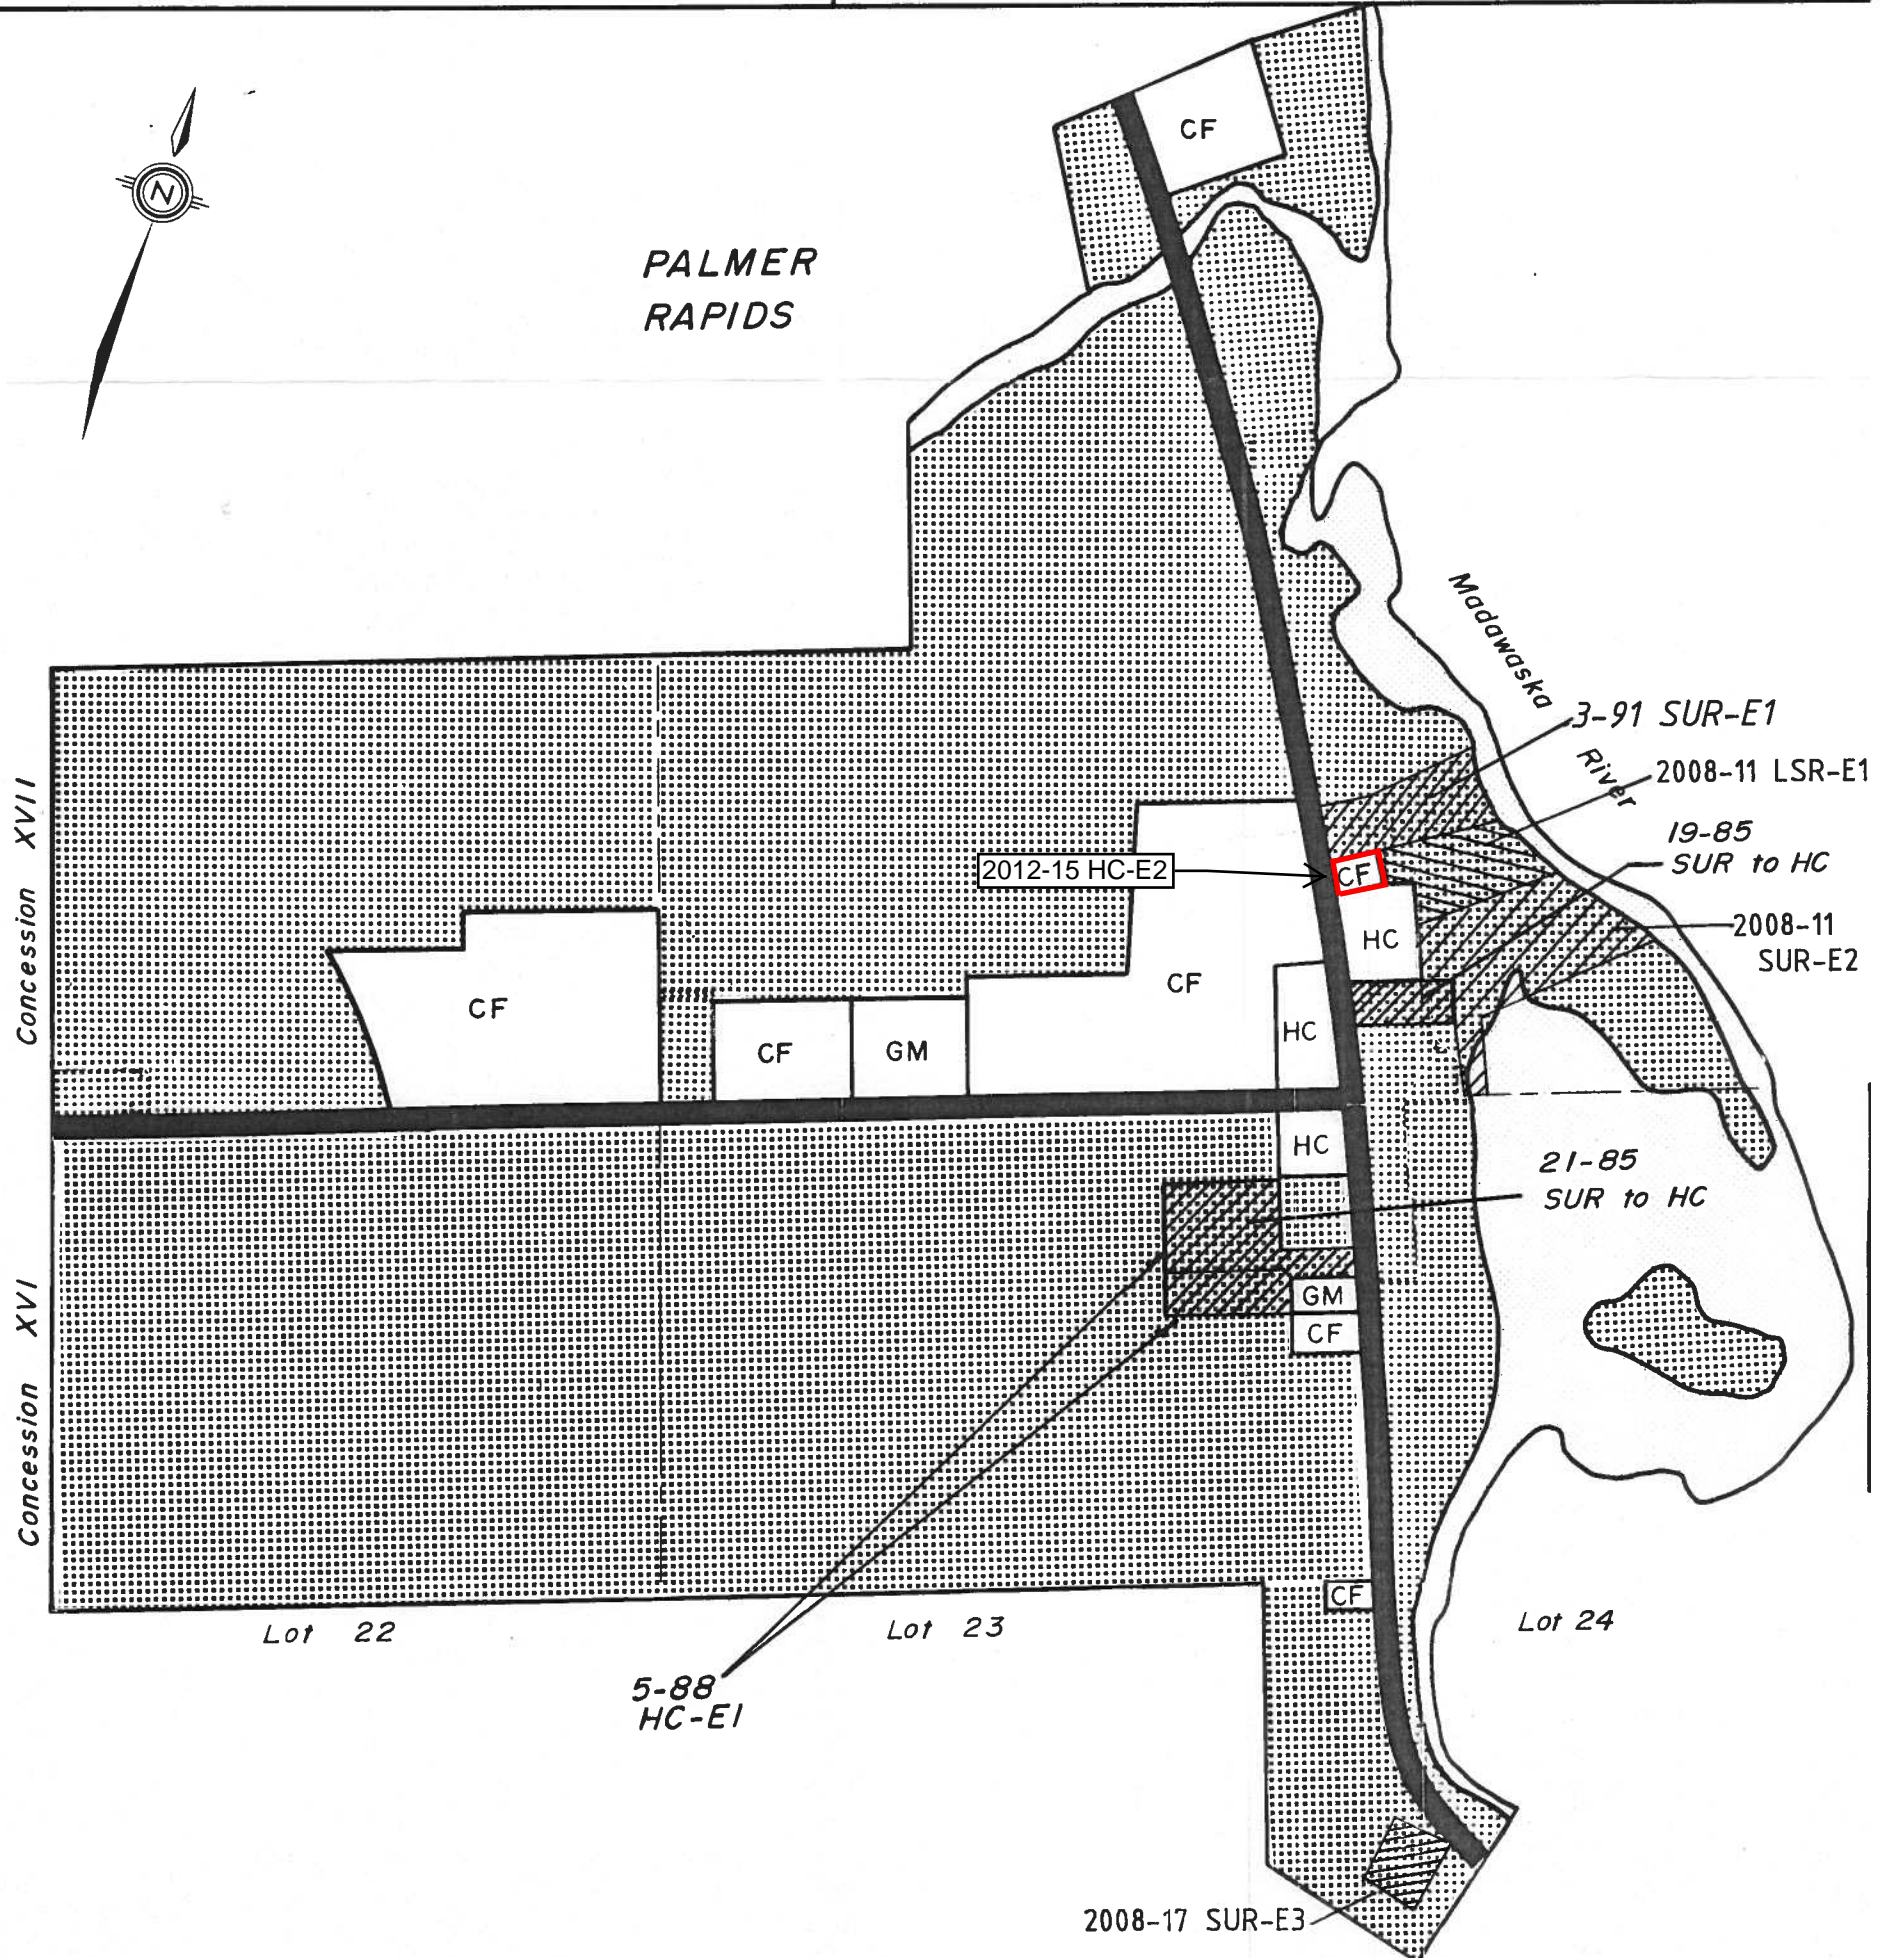 CF
N
PALMER
RAPIDS
Madawaska
River
3-91 SUR-E1
2008-11 LSR-E1
19-85
SUR to HC
2012-15 HC-E2
CF
2008-11
SUR-E2
HC
Concession XVII
CF
CF
HC
CF
GM
HC
21-85
SUR to HC
GM
CF
Concession XVI
CF
Lot 22
Lot 23
Lot 24
5-88
HC-E1
2008-17 SUR-E3